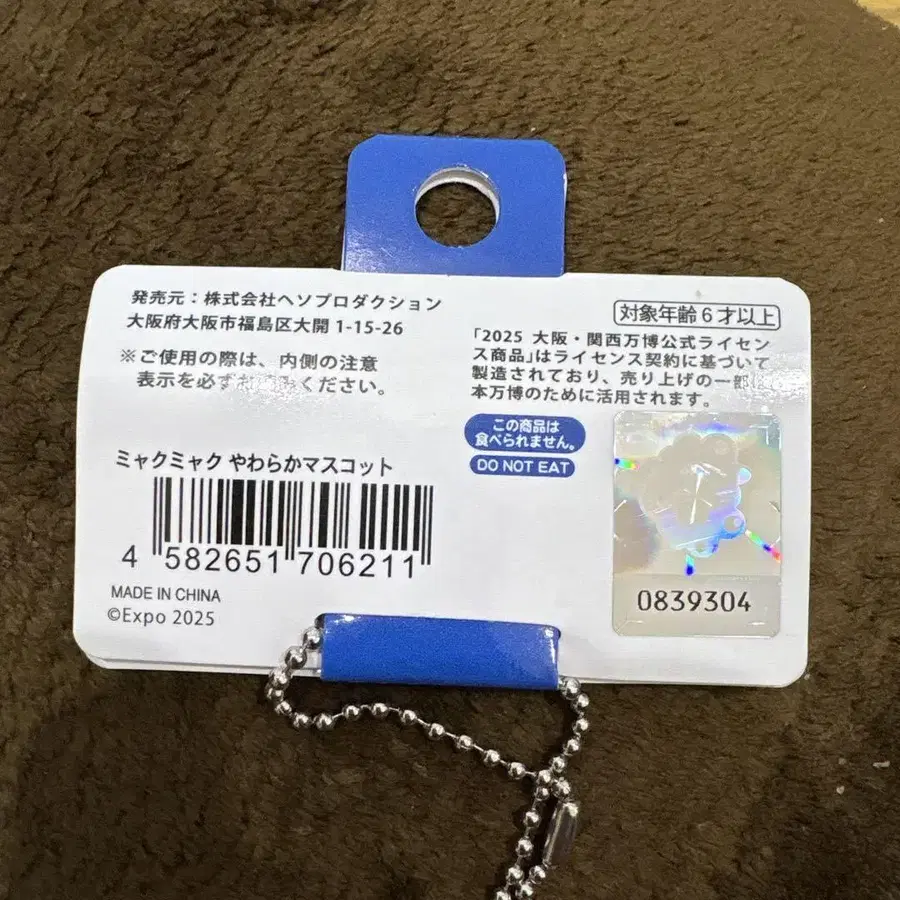 発売元：株式会社ヘソプロダクション
大阪府大阪市福島区大開 1-15-26
※ご使用の際は、内側の注意
表示を必ずお読みください。
対象年齢６才以上
「2025 大阪・関西万博公式ライセン
ス商品」はライセンス契約に基づいて
製造されており、売り上げの一部は
本万博のために活用されます。
この商品は
食べられません。
DO NOT EAT
ミャクミャク やわらかマスコット
4 582651 706211
MADE IN CHINA
©Expo 2025
0839304